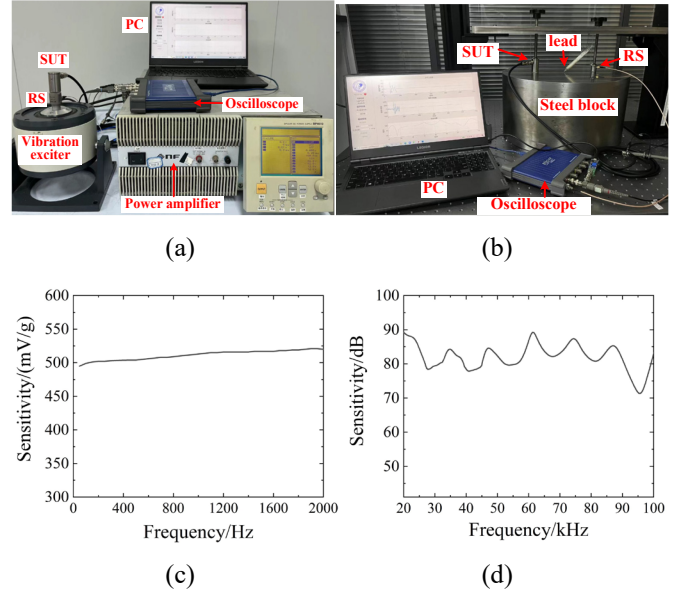 PC
SUT
RS
Oscilloscope
Vibration
exciter
Power amplifier
(a)
SUT
lead
RS
Steel block
PC
Oscilloscope
(b)
600
550
500
450
400
350
300
0 400 800 1200 1600 2000
Sensitivity/(mV/g)
Frequency/Hz
(c)
100
90
80
70
60
50
20 30 40 50 60 70 80 90 100
Sensitivity/dB
Frequency/kHz
(d)